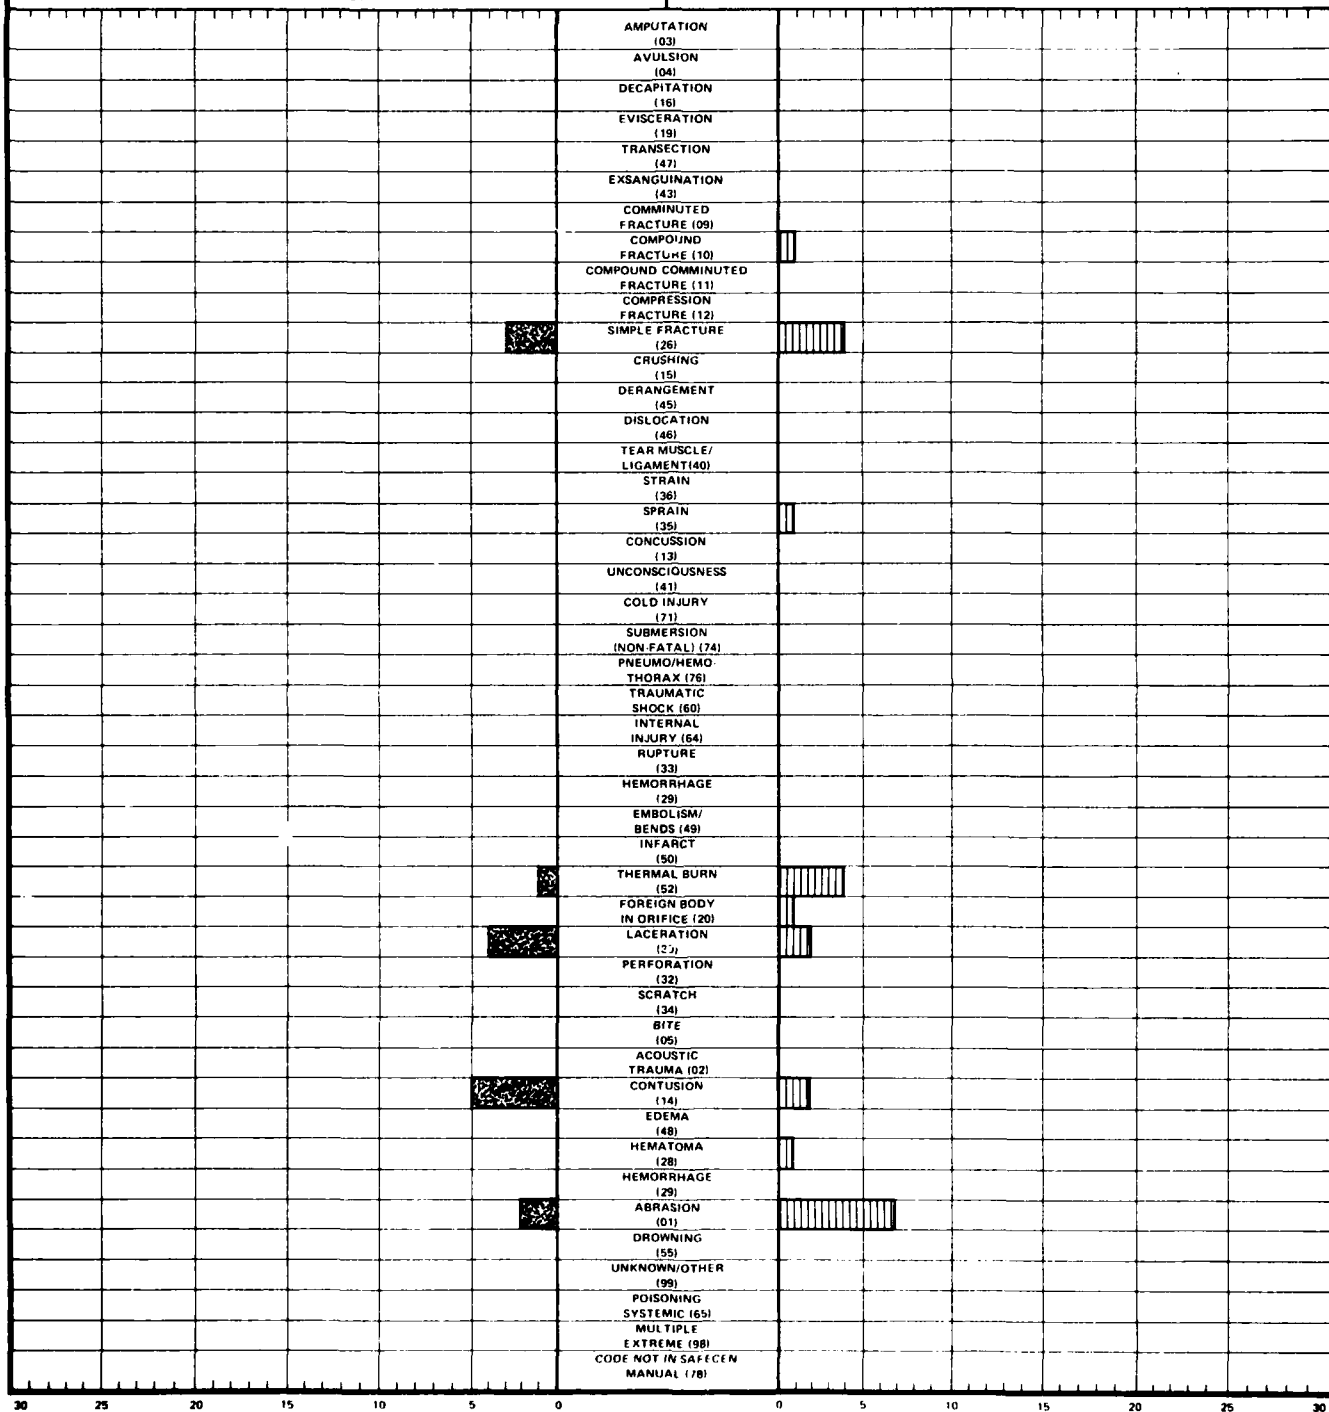 AMPUTATION
(03)
AVULSION
(04)
DECAPITATION
(16)
EVISCERATION
(19)
TRANSECTION
(47)
EXSANGUINATION
(43)
COMMINUTED
FRACTURE (09)
COMPOUND
FRACTURE (10)
COMPOUND COMMINUTED
FRACTURE (11)
COMPRESSION
FRACTURE (12)
SIMPLE FRACTURE
(26)
CRUSHING
(15)
DERANGEMENT
(45)
DISLOCATION
(46)
TEAR MUSCLE/
LIGAMENT(40)
STRAIN
(36)
SPRAIN
(35)
CONCUSSION
(13)
UNCONSCIOUSNESS
(41)
COLD INJURY
(71)
SUBMERSION
(NON-FATAL) (74)
PNEUMO/HEMO-
THORAX (76)
TRAUMATIC
SHOCK (60)
INTERNAL
INJURY (64)
RUPTURE
(33)
HEMORRHAGE
(29)
EMBOLISM/
BENDS (49)
INFARCT
(50)
THERMAL BURN
(52)
FOREIGN BODY
IN ORIFICE (20)
LACERATION
PERFORATION
(32)
SCRATCH
(34)
BITE
(05)
ACOUSTIC
TRAUMA (02)
CONTUSION
(14)
EDEMA
(48)
HEMATOMA
(28)
HEMORRHAGE
(29)
ABRASION
(01)
DROWNING
(55)
UNKNOWN/OTHER
(99)
POISONING
SYSTEMIC (65)
MULTIPLE
EXTREME (98)
CODE NOT IN SAFECEN
MANUAL (78)
30 25 20 15 10 5 0 0 5 10 15 20 25 30